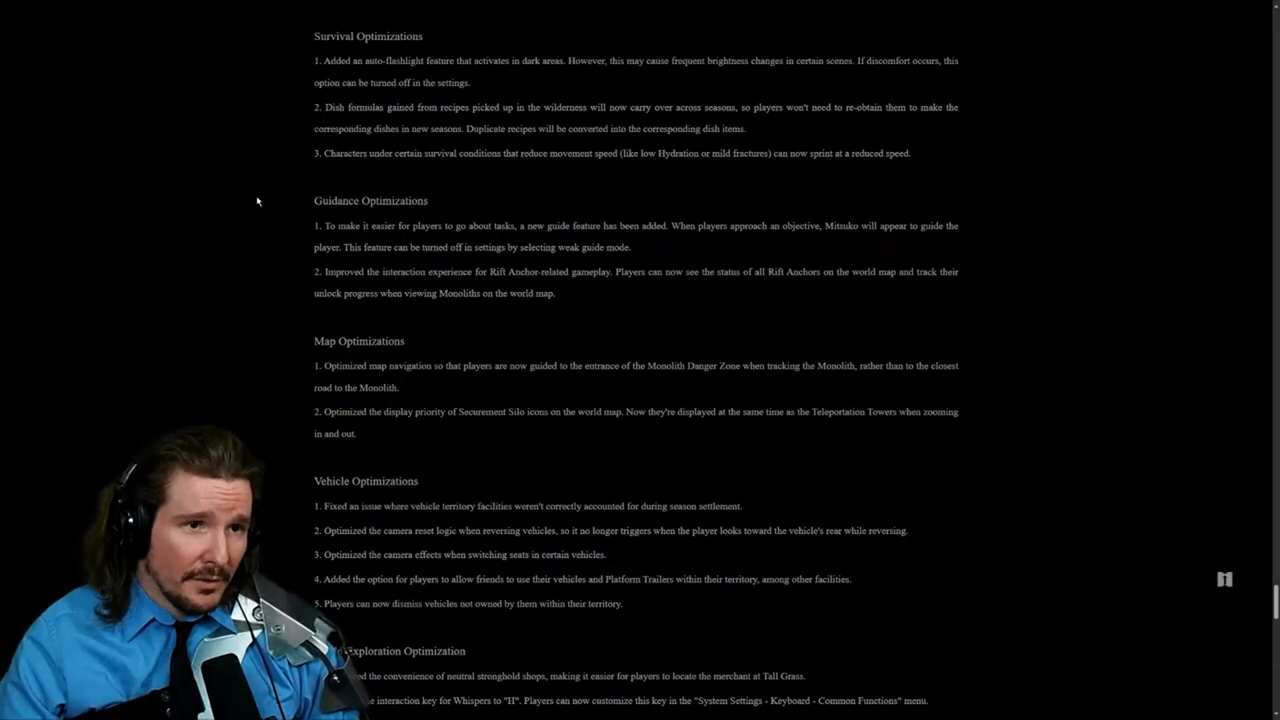 Survival Optimizations
1. Added an auto-flashlight feature that activates in dark areas. However, this may cause frequent brightness changes in certain scenes. If discomfort occurs, this
option can be turned off in the settings.
2. Dish formulas gained from recipes picked up in the wilderness will now carry over across seasons, so players won't need to re-obtain them to make the
corresponding dishes in new seasons. Duplicate recipes will be converted into the corresponding dish items.
3. Characters under certain survival conditions that reduce movement speed (like low Hydration or mild fractures) can now sprint at a reduced speed.
Guidance Optimizations
1. To make it easier for players to go about tasks, a new guide feature has been added. When players approach an objective, Mitsuko will appear to guide the
player. This feature can be turned off in settings by selecting weak guide mode.
2. Improved the interaction experience for Rift Anchor-related gameplay. Players can now see the status of all Rift Anchors on the world map and track their
unlock progress when viewing Monoliths on the world map.
Map Optimizations
1. Optimized map navigation so that players are now guided to the entrance of the Monolith Danger Zone when tracking the Monolith, rather than to the closest
road to the Monolith.
2. Optimized the display priority of Securement Silo icons on the world map. Now they're displayed at the same time as the Teleportation Towers when zooming
in and out.
Vehicle Optimizations
1. Fixed an issue where vehicle territory facilities weren't correctly accounted for during season settlement.
2. Optimized the camera reset logic when reversing vehicles, so it no longer triggers when the player looks toward the vehicle's rear while reversing.
3. Optimized the camera effects when switching seats in certain vehicles.
4. Added the option for players to allow friends to use their vehicles and Platform Trailers within their territory, among other facilities.
5. Players can now dismiss vehicles not owned by them within their territory.
Exploration Optimization
the convenience of neutral stronghold shops, making it easier for players to locate the merchant at Tall Grass.
interaction key for Whispers to "H". Players can now customize this key in the "System Settings - Keyboard - Common Functions" menu.